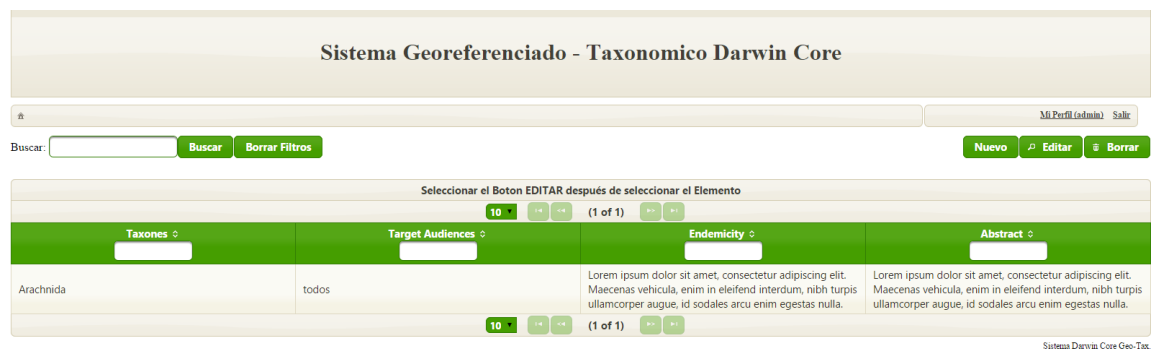 Sistema Georeferenciado - Taxonomico Darwin Core
Mi Perfil (admin) Salir
Buscar: Buscar Borrar Filtros Nuevo Editar Borrar
Seleccionar el Boton EDITAR después de seleccionar el Elemento
10 (1 of 1)
Taxones Target Audiences Endemicity Abstract
Arachnida
todos
Lorem ipsum dolor sit amet, consectetur adipiscing elit.
Maecenas vehicula, enim in eleifend interdum, nibh turpis
ullamcorper augue, id sodales arcu enim egestas nulla.
Lorem ipsum dolor sit amet, consectetur adipiscing elit.
Maecenas vehicula, enim in eleifend interdum, nibh turpis
ullamcorper augue, id sodales arcu enim egestas nulla.
10 (1 of 1)
Sistema Darwin Core Geo-Tax.